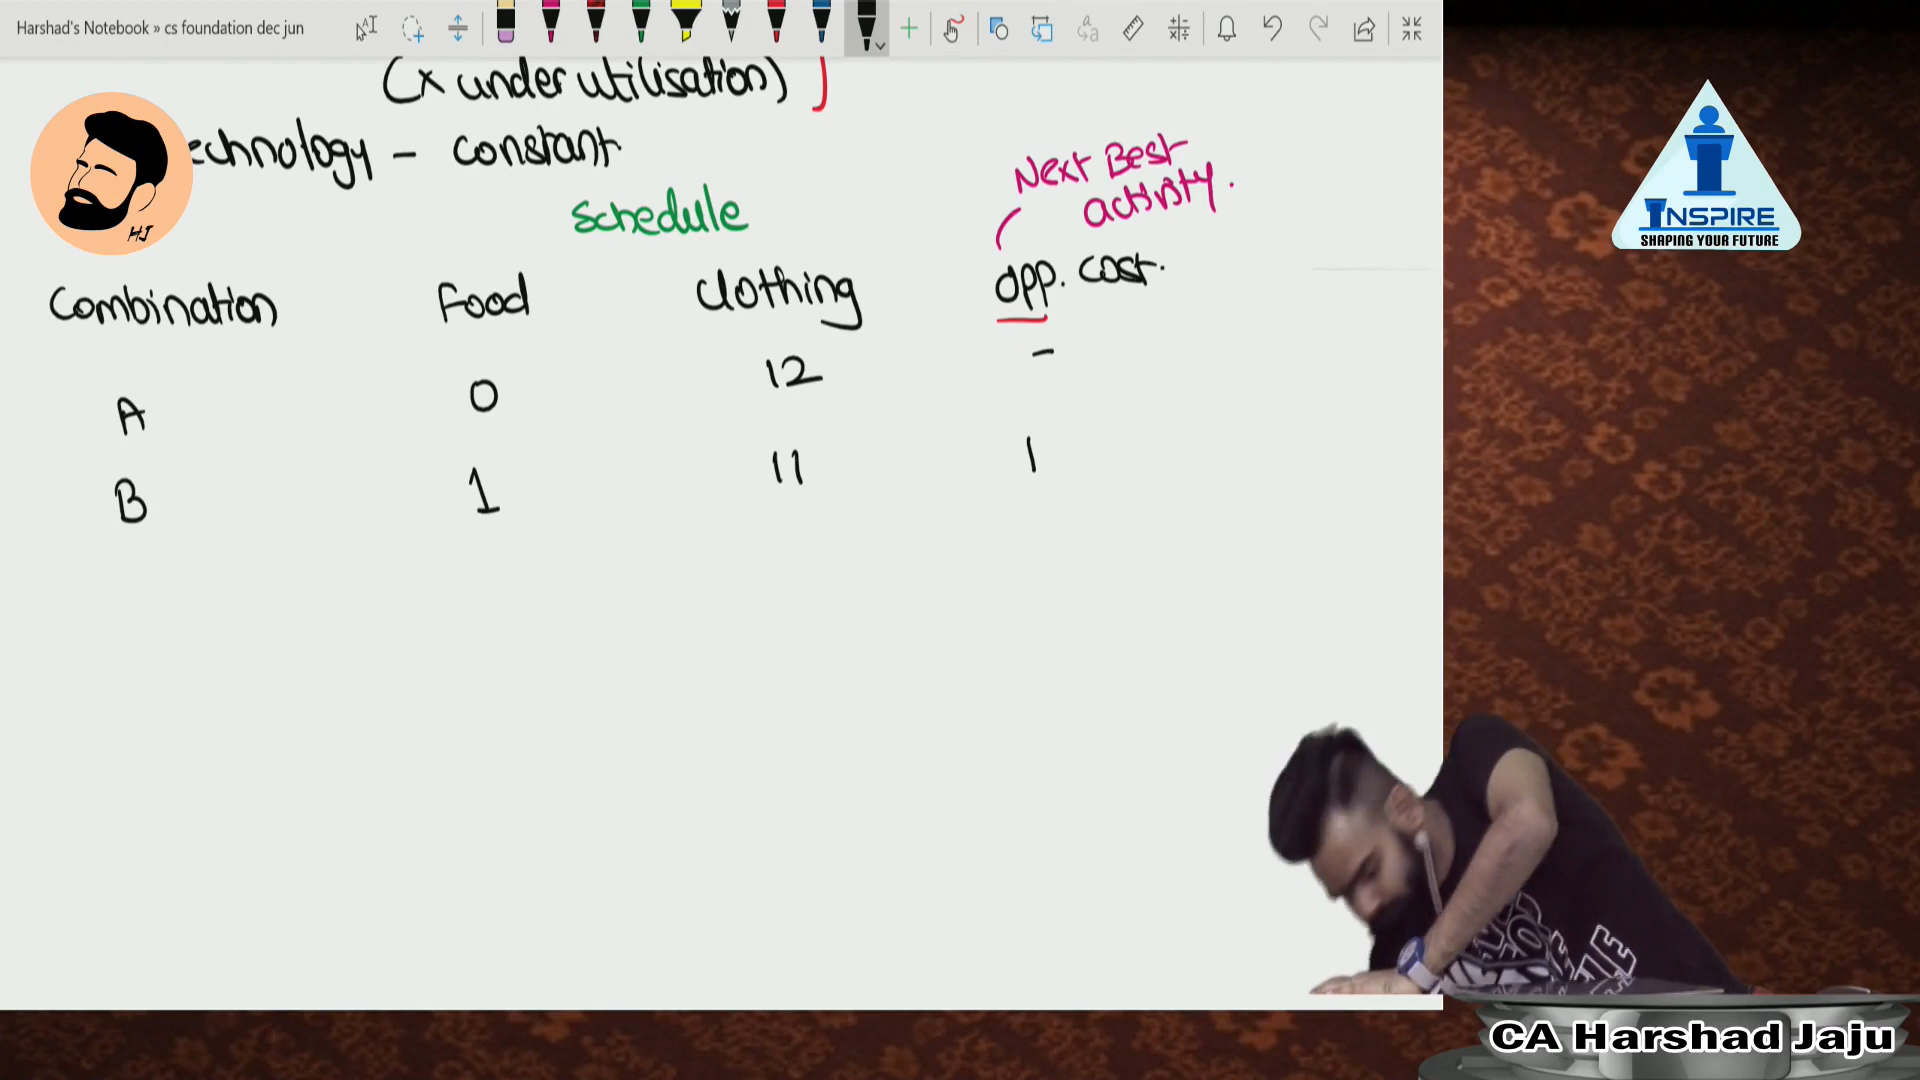 Harshad's Notebook » cs foundation dec jun
(x under utilisation)
echnology - constant
Next Best
activity.
schedule
HJ
INSPIRE
SHAPING YOUR FUTURE
Combination Food Clothing opp. cost.
A 0 12 -
B 1 11 1
CA Harshad Jaju